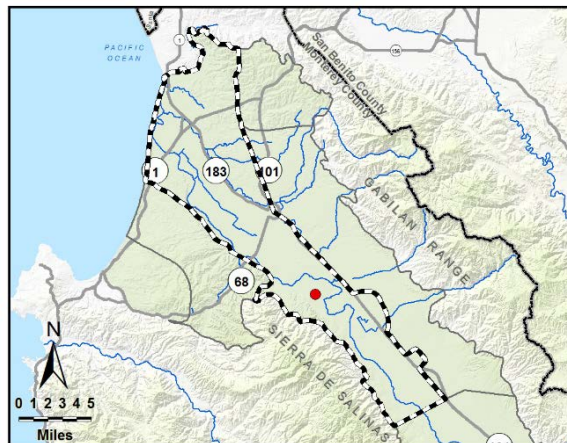 1
156
PACIFIC
OCEAN
San Benito County
Monterey County
183
101
1
GABILAN RANGE
68
N
SIERRA DE SALINAS
0 1 2 3 4 5
Miles